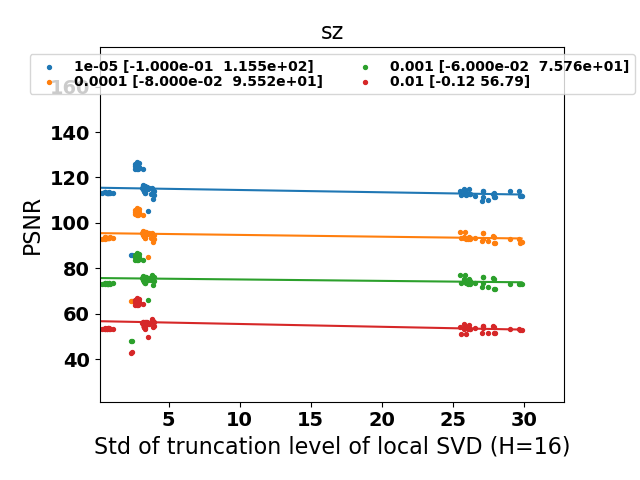 sz
1e-05 [-1.000e-01  1.155e+02]
0.0001 [-8.000e-02  9.552e+01]
0.001 [-6.000e-02  7.576e+01]
0.01 [-0.12 56.79]
160
140
120
100
80
60
40
PSNR
5 10 15 20 25 30
Std of truncation level of local SVD (H=16)